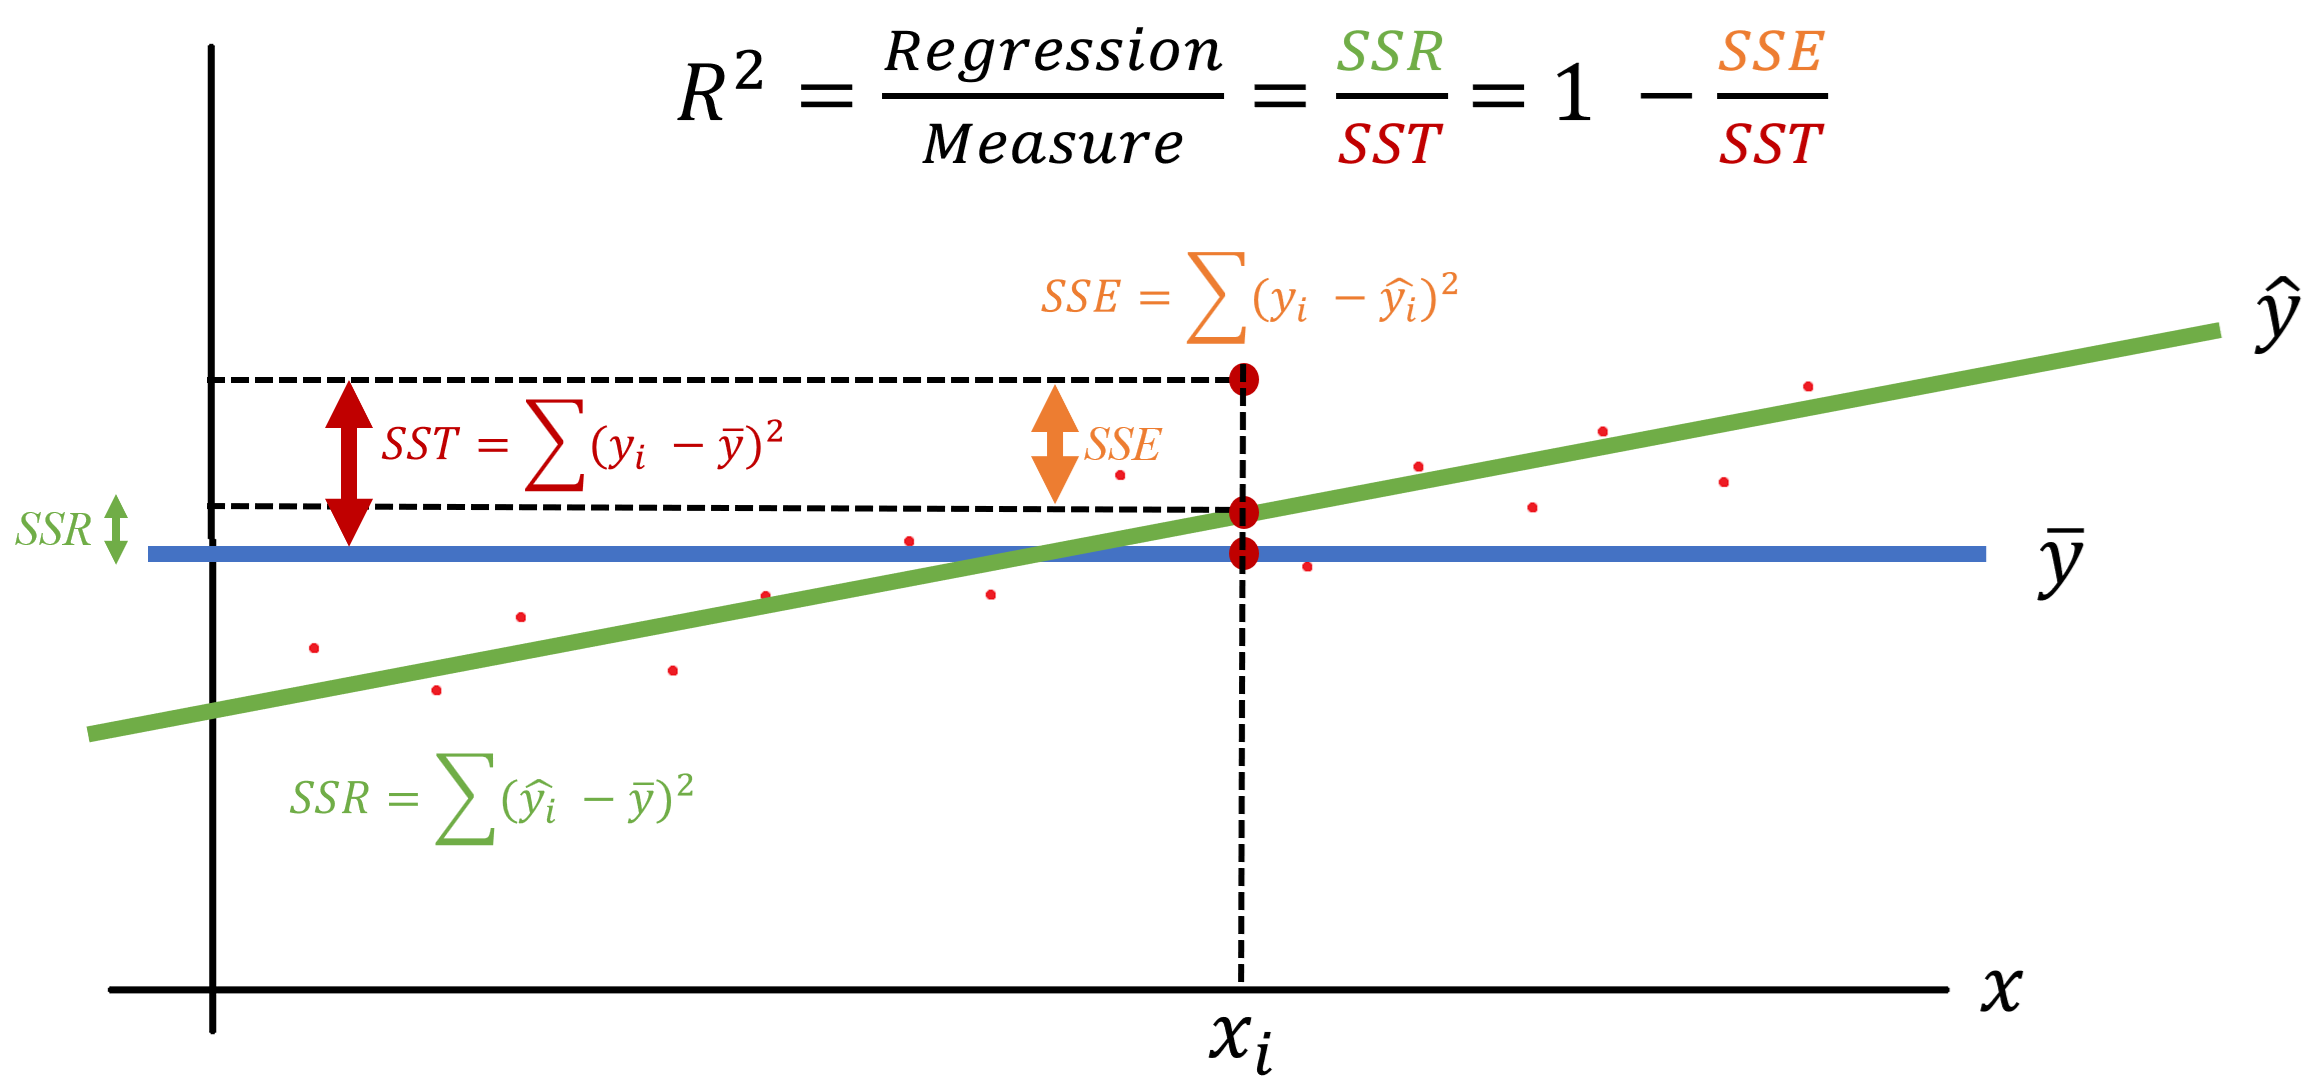 R² = Regression / Measure = SSR / SST = 1 − SSE / SST
SSE = ∑(yᵢ − ŷᵢ)²
ŷ
SST = ∑(yᵢ − ȳ)²
SSE
SSR
ȳ
SSR = ∑(ŷᵢ − ȳ)²
x
xᵢ